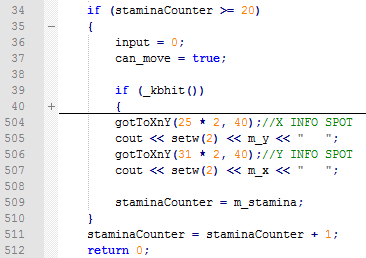 34 if (staminaCounter >= 20)
35 {
36 input = 0;
37 can_move = true;
38
39 if (_kbhit())
40 {
504 gotToXnY(25 * 2, 40);//X INFO SPOT
505 cout << setw(2) << m_y << "  ";
506 gotToXnY(31 * 2, 40);//Y INFO SPOT
507 cout << setw(2) << m_x << "  ";
508
509 staminaCounter = m_stamina;
510 }
511 staminaCounter = staminaCounter + 1;
512 return 0;